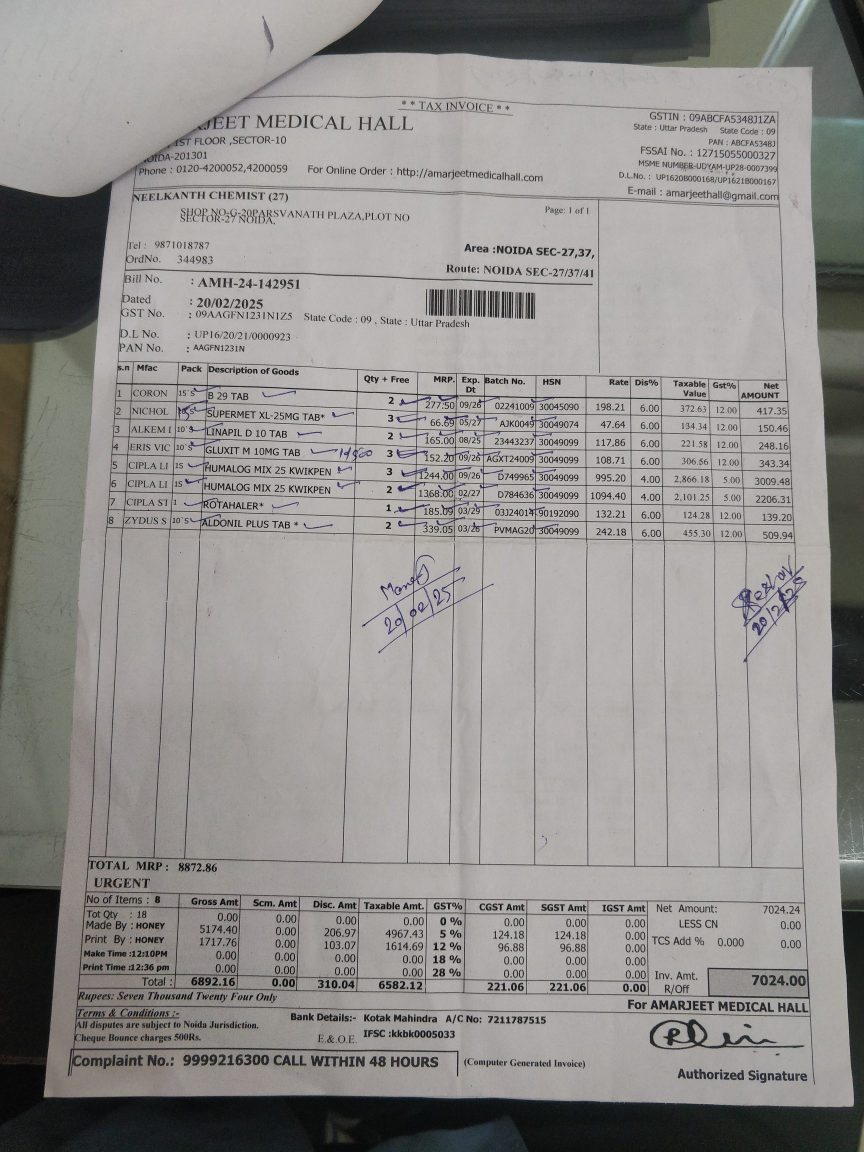 * * TAX INVOICE * *
JEET MEDICAL HALL
1ST FLOOR ,SECTOR-10
NOIDA-201301
Phone : 0120-4200052,4200059 For Online Order : http://amarjeetmedicalhall.com
GSTIN : 09ABCFA5348J1ZA
State : Uttar Pradesh State Code : 09
PAN : ABCFA5348J
FSSAI No. : 12715055000327
MSME NUMBER-UDYAM-UP28-0007399
D.L.No. : UP1620B000168/UP1621B000167
E-mail : amarjeethall@gmail.com
NEELKANTH CHEMIST (27)
SHOP NO-G-20PARSVANATH PLAZA,PLOT NO
SECTOR-27 NOIDA,
Page: 1 of 1
Tel : 9871018787
OrdNo. 344983
Area :NOIDA SEC-27,37,
Route: NOIDA SEC-27/37/41
Bill No. : AMH-24-142951
Dated : 20/02/2025
GST No. : 09AAGFN1231N1Z5 State Code : 09 , State : Uttar Pradesh
D.L No. : UP16/20/21/0000923
PAN No. : AAGFN1231N
s.n Mfac Pack Description of Goods Qty + Free MRP. Exp. Dt Batch No. HSN Rate Dis% Taxable Value Gst% Net AMOUNT
1 CORON 15`S B 29 TAB 2 277.50 09/26 02241009 30045090 198.21 6.00 372.63 12.00 417.35
2 NICHOL SUPERMET XL-25MG TAB* 3 66.69 05/27 AJK0049 30049074 47.64 6.00 134.34 12.00 150.46
3 ALKEM I 10`S LINAPIL D 10 TAB 2 165.00 08/25 23443237 30049099 117.86 6.00 221.58 12.00 248.16
4 ERIS VIC 10`S GLUXIT M 10MG TAB 3 152.20 09/26 AGXT24009 30049099 108.71 6.00 306.56 12.00 343.34
5 CIPLA LI 15 HUMALOG MIX 25 KWIKPEN 3 1244.00 09/26 D749965 30049099 995.20 4.00 2,866.18 5.00 3009.48
6 CIPLA LI 15 HUMALOG MIX 25 KWIKPEN 2 1368.00 02/27 D784636 30049099 1094.40 4.00 2,101.25 5.00 2206.31
7 CIPLA ST 1 ROTAHALER* 1 185.09 03/29 03J24014 90192090 132.21 6.00 124.28 12.00 139.20
8 ZYDUS S 10`S ALDONIL PLUS TAB * 2 339.05 03/26 PVMAG20 30049099 242.18 6.00 455.30 12.00 509.94
20/02/25
TOTAL MRP : 8872.86
URGENT
No of Items : 8 Gross Amt Scm. Amt Disc. Amt Taxable Amt. GST% CGST Amt SGST Amt IGST Amt Net Amount: 7024.24
Tot Qty : 18 0.00 0.00 0.00 0.00 0 % 0.00 0.00 0.00 LESS CN 0.00
Made By : HONEY 5174.40 0.00 206.97 4967.43 5 % 124.18 124.18 0.00
Print By : HONEY 1717.76 0.00 103.07 1614.69 12 % 96.88 96.88 0.00 TCS Add % 0.000 0.00
Make Time :12:10PM 0.00 0.00 0.00 0.00 18 % 0.00 0.00 0.00
Print Time :12:36 pm 0.00 0.00 0.00 0.00 28 % 0.00 0.00 0.00 Inv. Amt. 7024.00
Total : 6892.16 0.00 310.04 6582.12 221.06 221.06 0.00 R/Off
Rupees: Seven Thousand Twenty Four Only
For AMARJEET MEDICAL HALL
Terms & Conditions :-
All disputes are subject to Noida Jurisdiction.
Cheque Bounce charges 500Rs. E.& O.E.
Bank Details:- Kotak Mahindra A/C No: 7211787515
IFSC :kkbk0005033
Complaint No.: 9999216300 CALL WITHIN 48 HOURS
(Computer Generated Invoice)
Authorized Signature